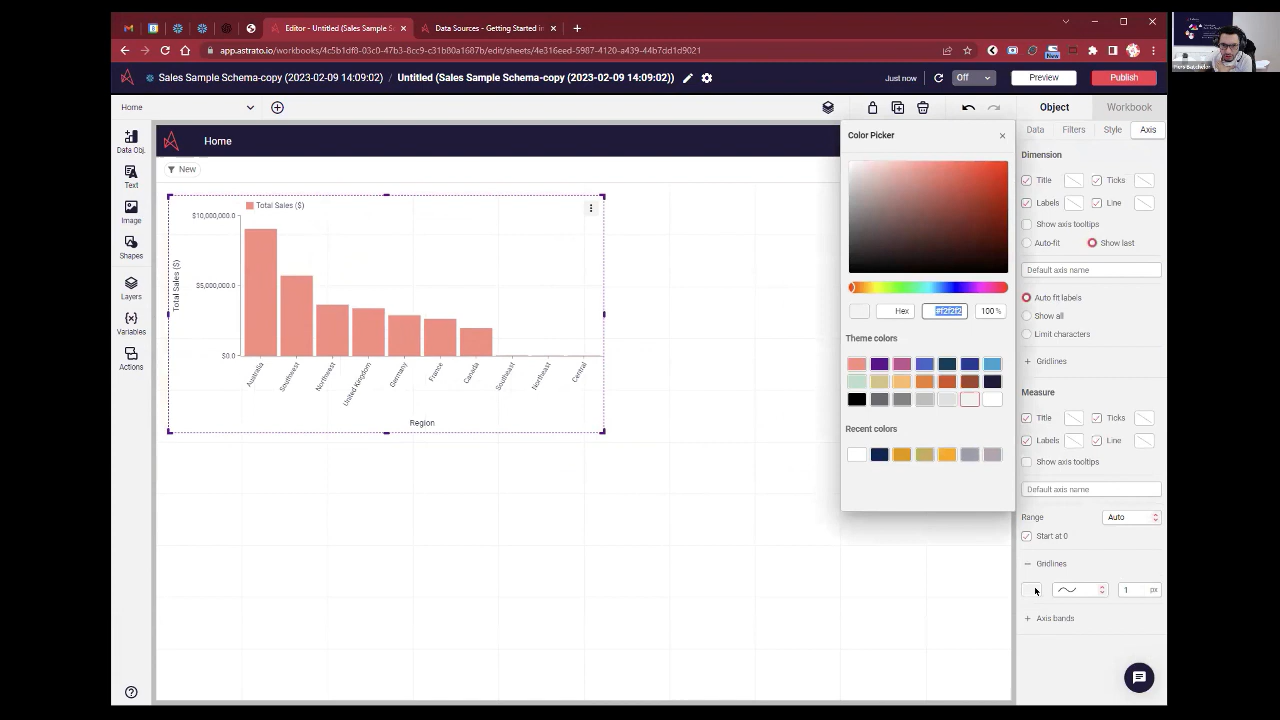 Editor - Untitled (Sales Sample Sc
Data Sources - Getting Started in
app.astrato.io/workbooks/4c5b1df8-03c0-47b3-8cc9-c31b80a1687b/edit/sheets/4e316eed-5987-4120-a439-44b7dd1d9021
New
Piers Batchelor
Sales Sample Schema-copy (2023-02-09 14:09:02)) / Untitled (Sales Sample Schema-copy (2023-02-09 14:09:02))
Just now
Off
Preview
Publish
Home
Object
Workbook
Data Obj.
Text
Image
Shapes
Layers
Variables
Actions
Home
New
Total Sales ($)
$10,000,000.0
$5,000,000.0
$0.0
Total Sales ($)
Australia
Southwest
Northwest
United Kingdom
Germany
France
Canada
Southeast
Northeast
Central
Region
Color Picker
Hex
#f2f2f2
100 %
Theme colors
Recent colors
Data
Filters
Style
Axis
Dimension
Title
Ticks
Labels
Line
Show axis tooltips
Auto-fit
Show last
Default axis name
Auto fit labels
Show all
Limit characters
+ Gridlines
Measure
Title
Ticks
Labels
Line
Show axis tooltips
Default axis name
Range
Auto
Start at 0
− Gridlines
1 px
+ Axis bands